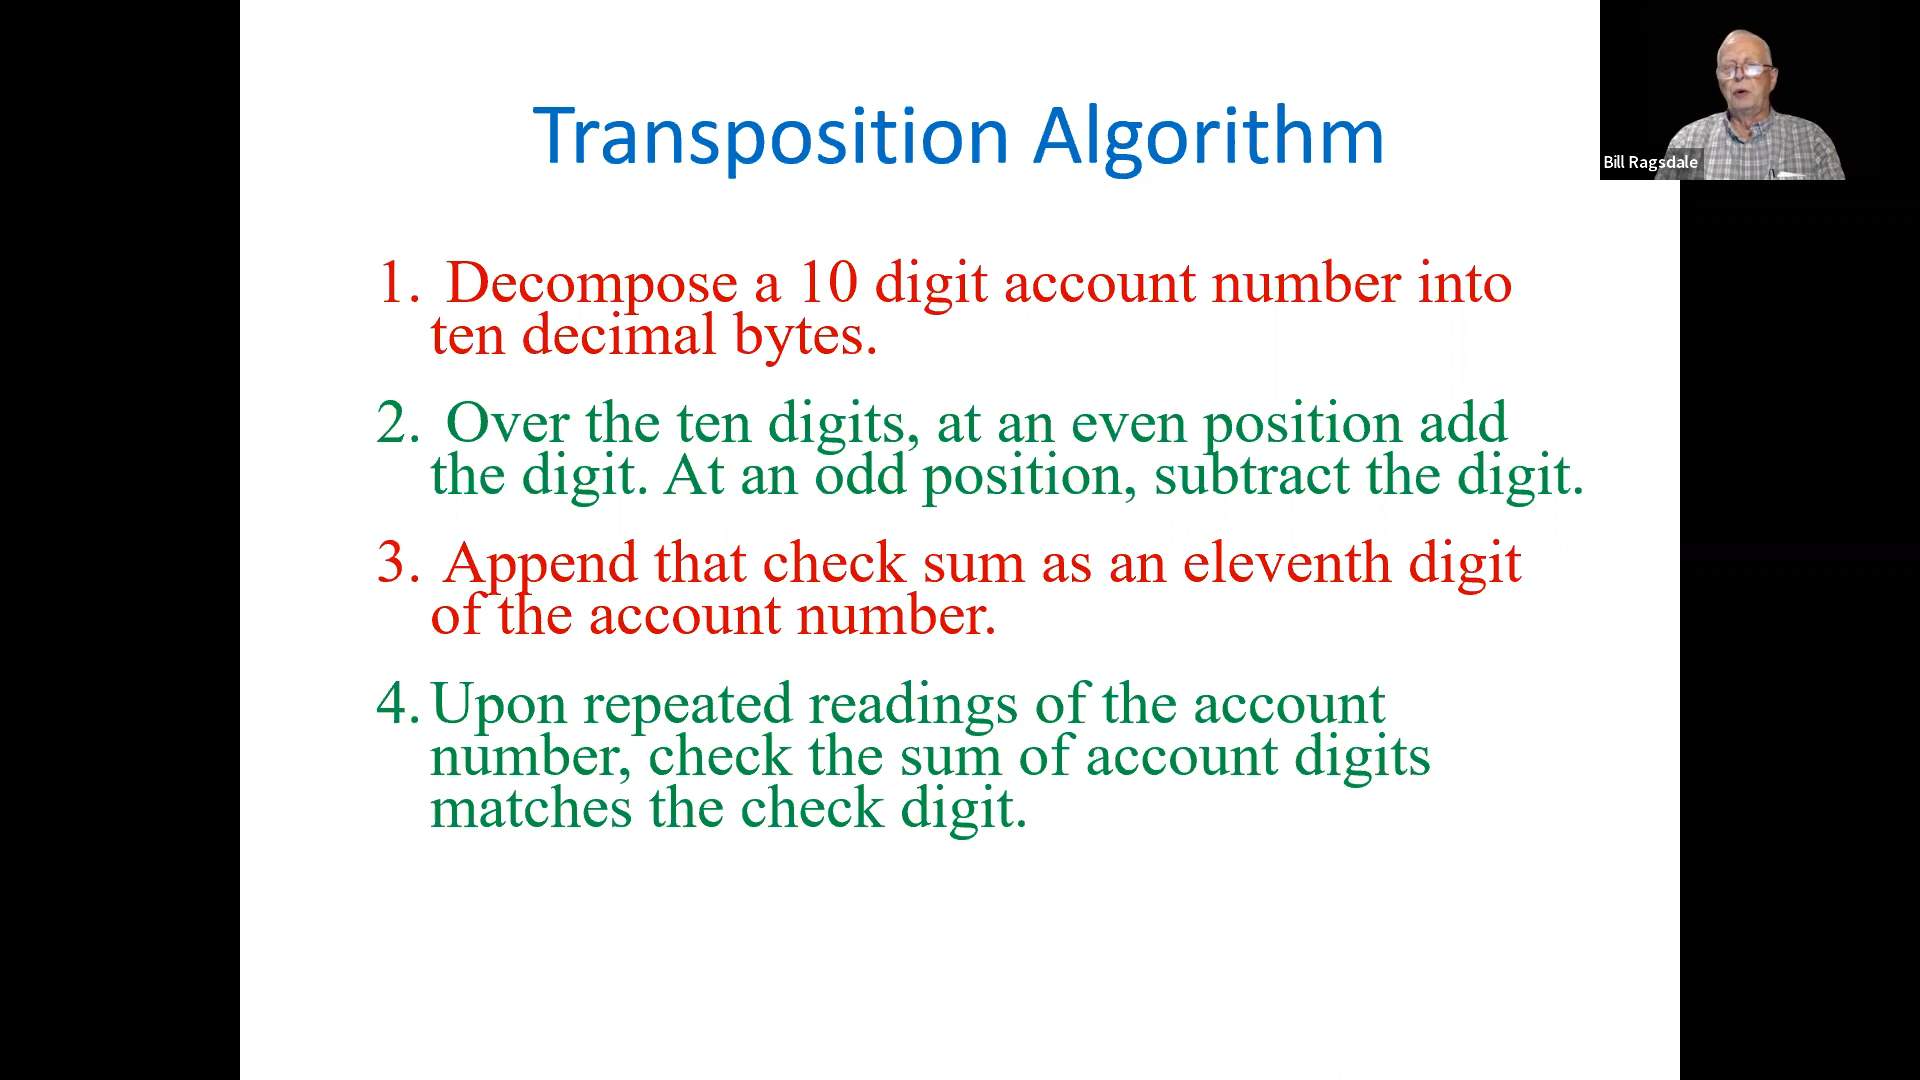 Transposition Algorithm
Bill Ragsdale
1. Decompose a 10 digit account number into
ten decimal bytes.
2. Over the ten digits, at an even position add
the digit. At an odd position, subtract the digit.
3. Append that check sum as an eleventh digit
of the account number.
4. Upon repeated readings of the account
number, check the sum of account digits
matches the check digit.